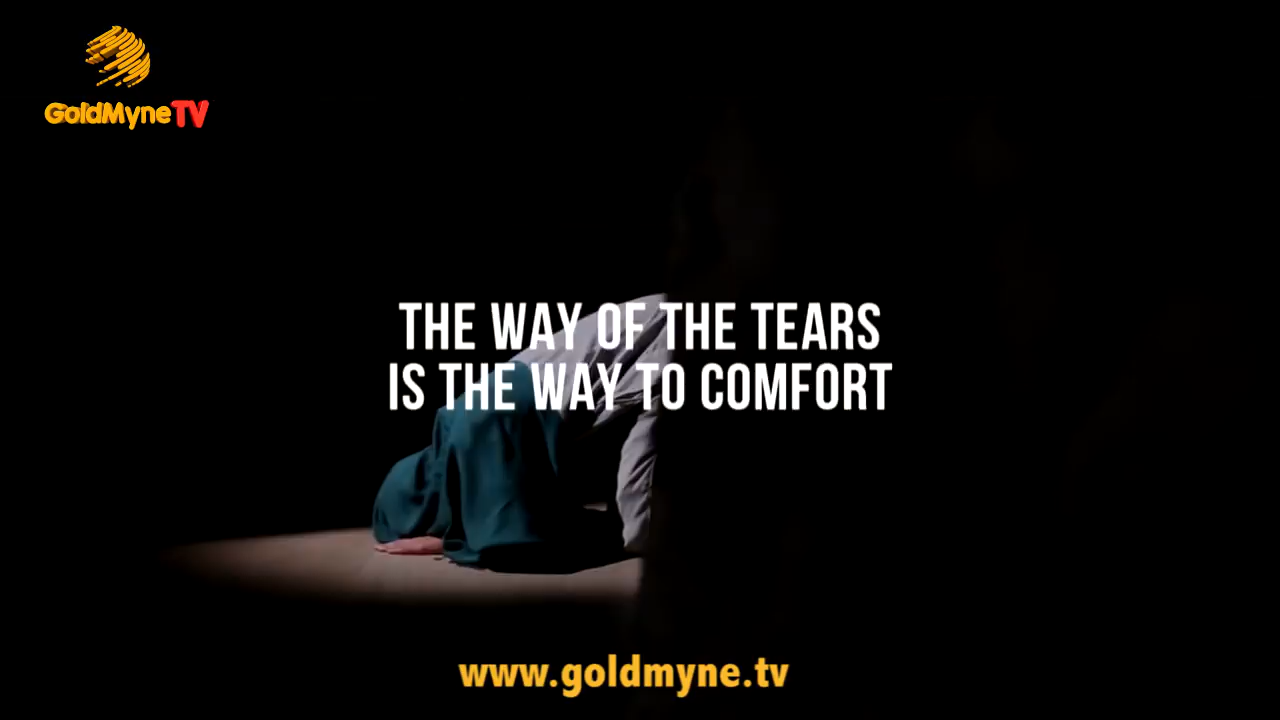 GoldMyneTV
THE WAY OF THE TEARS
IS THE WAY TO COMFORT
www.goldmyne.tv